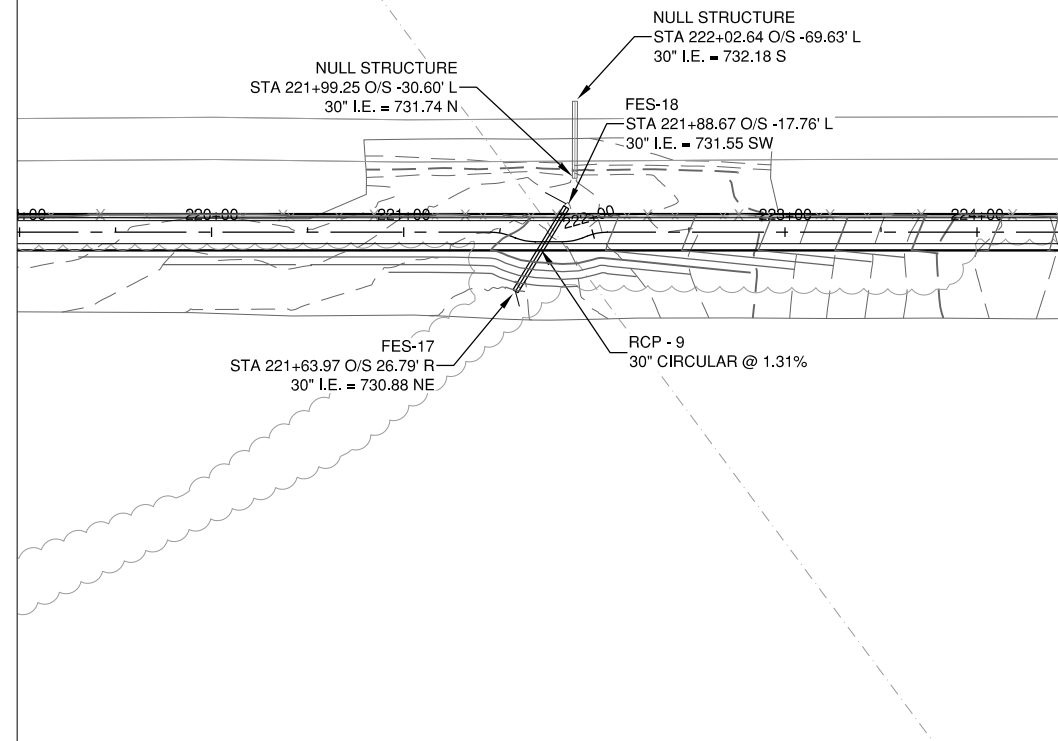 NULL STRUCTURE
STA 222+02.64 O/S -69.63' L
30" I.E. = 732.18 S
NULL STRUCTURE
STA 221+99.25 O/S -30.60' L
30" I.E. = 731.74 N
FES-18
STA 221+88.67 O/S -17.76' L
30" I.E. = 731.55 SW
220+00
221+00
222+00
223+00
224+00
FES-17
STA 221+63.97 O/S 26.79' R
30" I.E. = 730.88 NE
RCP - 9
30" CIRCULAR @ 1.31%